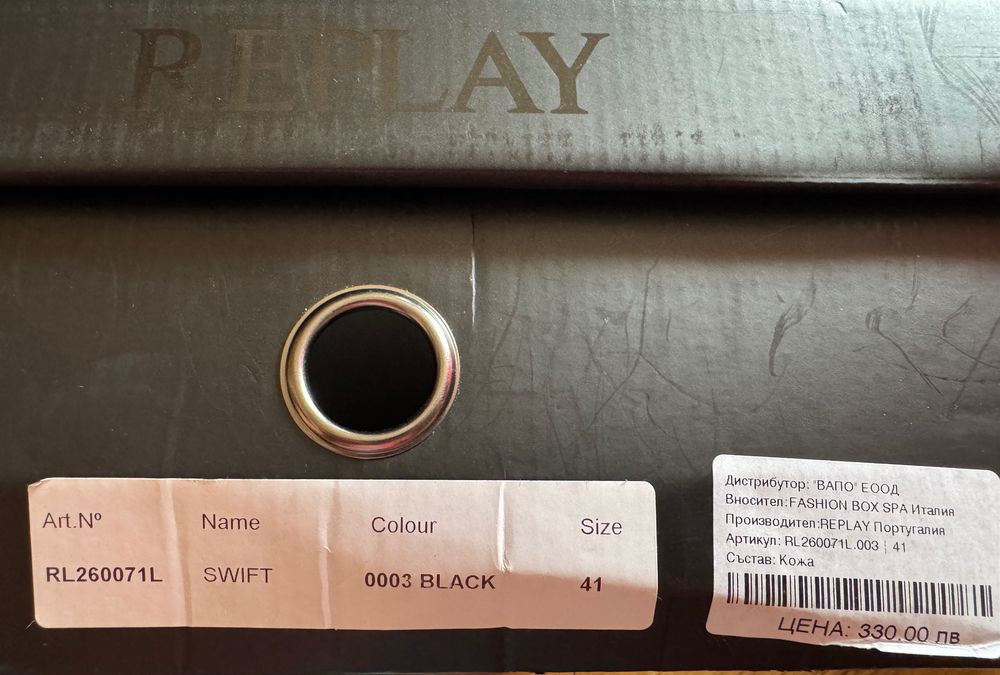 REPLAY
Art.Nº Name Colour Size
RL260071L SWIFT 0003 BLACK 41
Дистрибутор: "ВАПО" ЕООД
Вносител:FASHION BOX SPA Италия
Производител:REPLAY Португалия
Артикул: RL260071L.003 | 41
Състав: Кожа
ЦЕНА: 330.00 лв